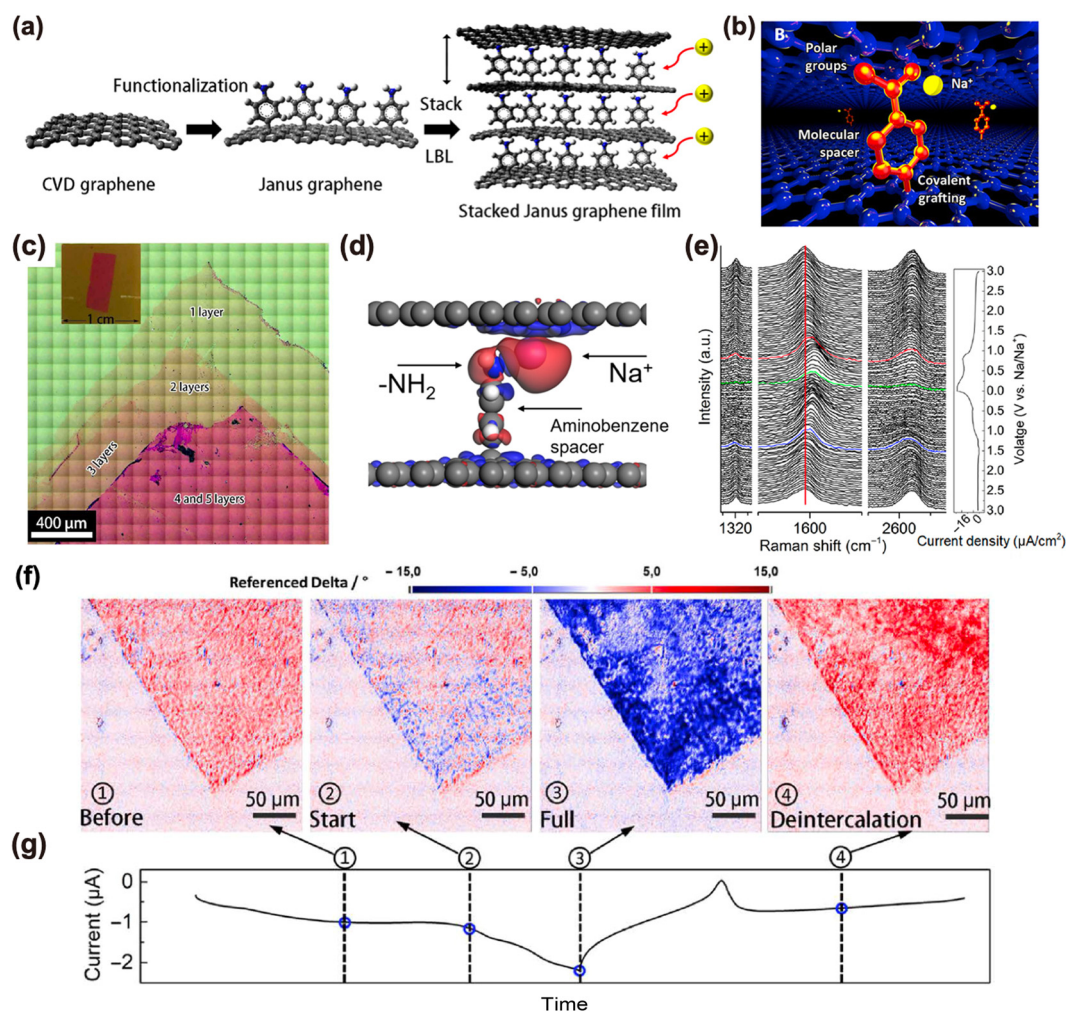 (a)
Functionalization
Stack
LBL
CVD graphene
Janus graphene
Stacked Janus graphene film
+
+
+
(b)
B
Polar
groups
Na⁺
Molecular
spacer
Covalent
grafting
(c)
1 cm
1 layer
2 layers
3 layers
4 and 5 layers
400 μm
(d)
-NH₂
Na⁺
Aminobenzene
spacer
(e)
Intensity (a.u.)
1320
1600
2600
Raman shift (cm⁻¹)
3.0
2.5
2.0
1.5
1.0
0.5
0.0
0.5
1.0
1.5
2.0
2.5
3.0
Volatge (V vs. Na/Na⁺)
-16
0
Current density (μA/cm²)
(f)
Referenced Delta / °
- 15,0
- 5,0
5,0
15,0
①
Before
50 μm
②
Start
50 μm
③
Full
50 μm
④
Deintercalation
50 μm
(g)
① ② ③ ④
0
−1
−2
Current (μA)
Time